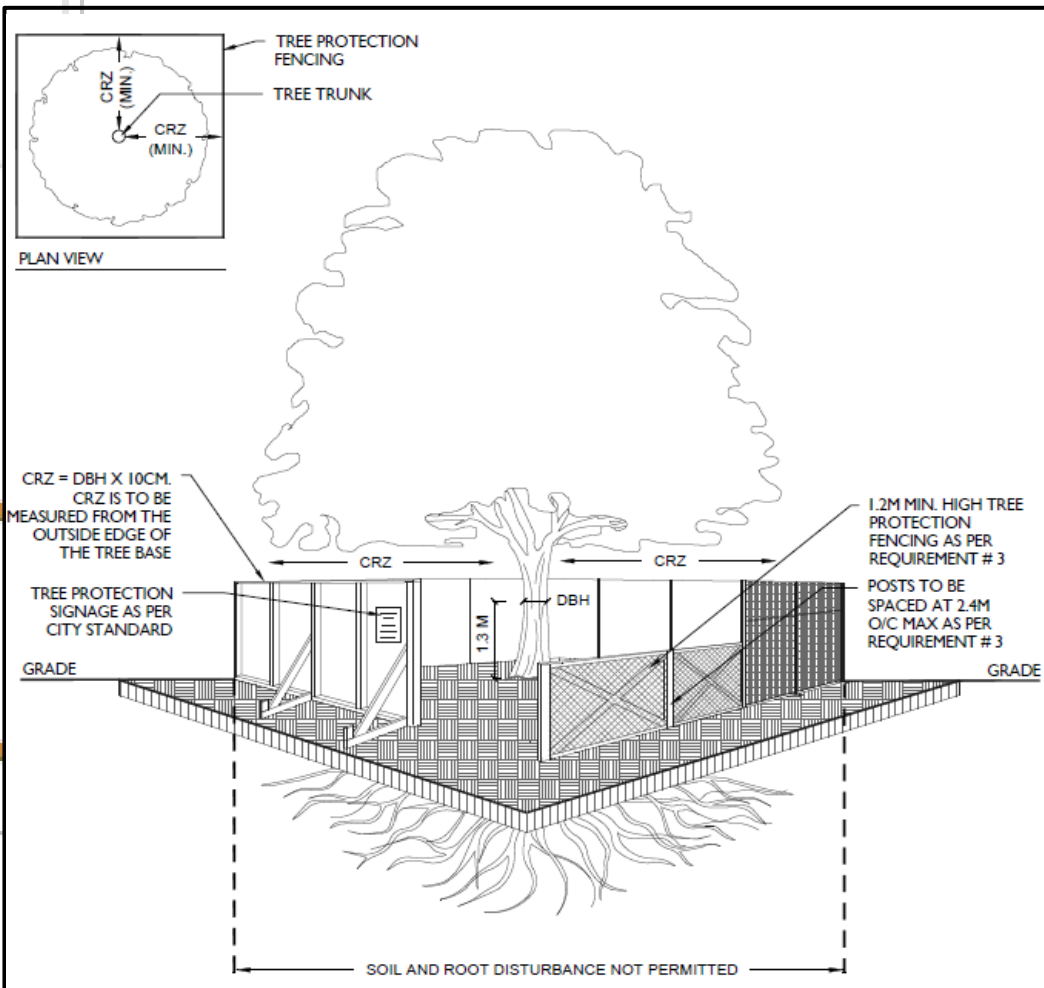 TREE PROTECTION
FENCING
TREE TRUNK
CRZ
(MIN.)
CRZ
(MIN.)
PLAN VIEW
CRZ = DBH X 10CM.
CRZ IS TO BE
MEASURED FROM THE
OUTSIDE EDGE OF
THE TREE BASE
TREE PROTECTION
SIGNAGE AS PER
CITY STANDARD
GRADE
CRZ
CRZ
DBH
1.3 M
1.2M MIN. HIGH TREE
PROTECTION
FENCING AS PER
REQUIREMENT # 3
POSTS TO BE
SPACED AT 2.4M
O/C MAX AS PER
REQUIREMENT # 3
GRADE
SOIL AND ROOT DISTURBANCE NOT PERMITTED